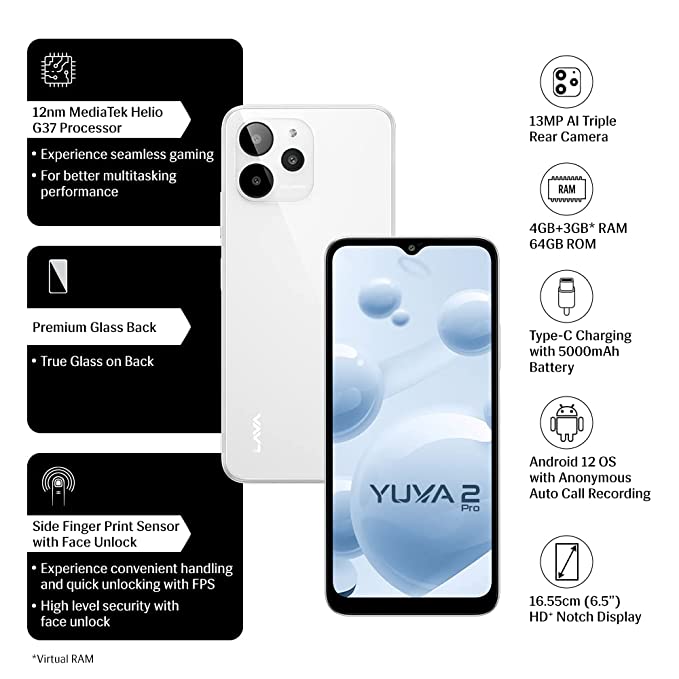 12nm MediaTek Helio
G37 Processor
• Experience seamless gaming
• For better multitasking
performance
Premium Glass Back
• True Glass on Back
Side Finger Print Sensor
with Face Unlock
• Experience convenient handling
and quick unlocking with FPS
• High level security with
face unlock
*Virtual RAM
LAVA
YUVA 2
Pro
13MP AI Triple
Rear Camera
RAM
4GB+3GB* RAM
64GB ROM
Type-C Charging
with 5000mAh
Battery
Android 12 OS
with Anonymous
Auto Call Recording
16.55cm (6.5”)
HD+ Notch Display